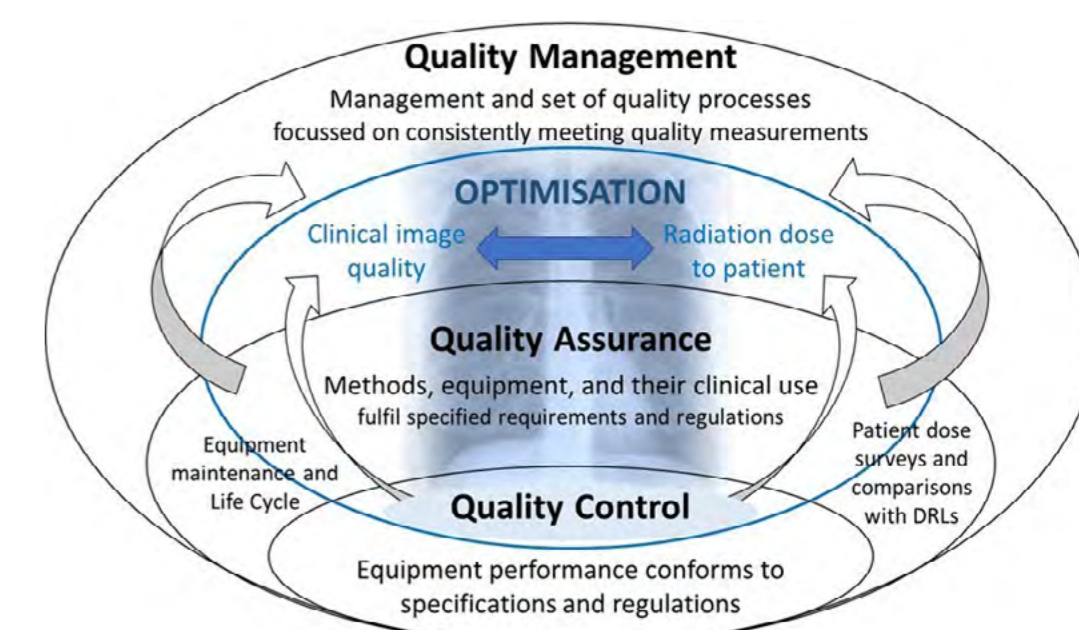 Quality Management
Management and set of quality processes
focussed on consistently meeting quality measurements
OPTIMISATION
Clinical image
quality
Radiation dose
to patient
Quality Assurance
Methods, equipment, and their clinical use
fulfil specified requirements and regulations
Equipment
maintenance and
Life Cycle
Patient dose
surveys and
comparisons
with DRLs
Quality Control
Equipment performance conforms to
specifications and regulations